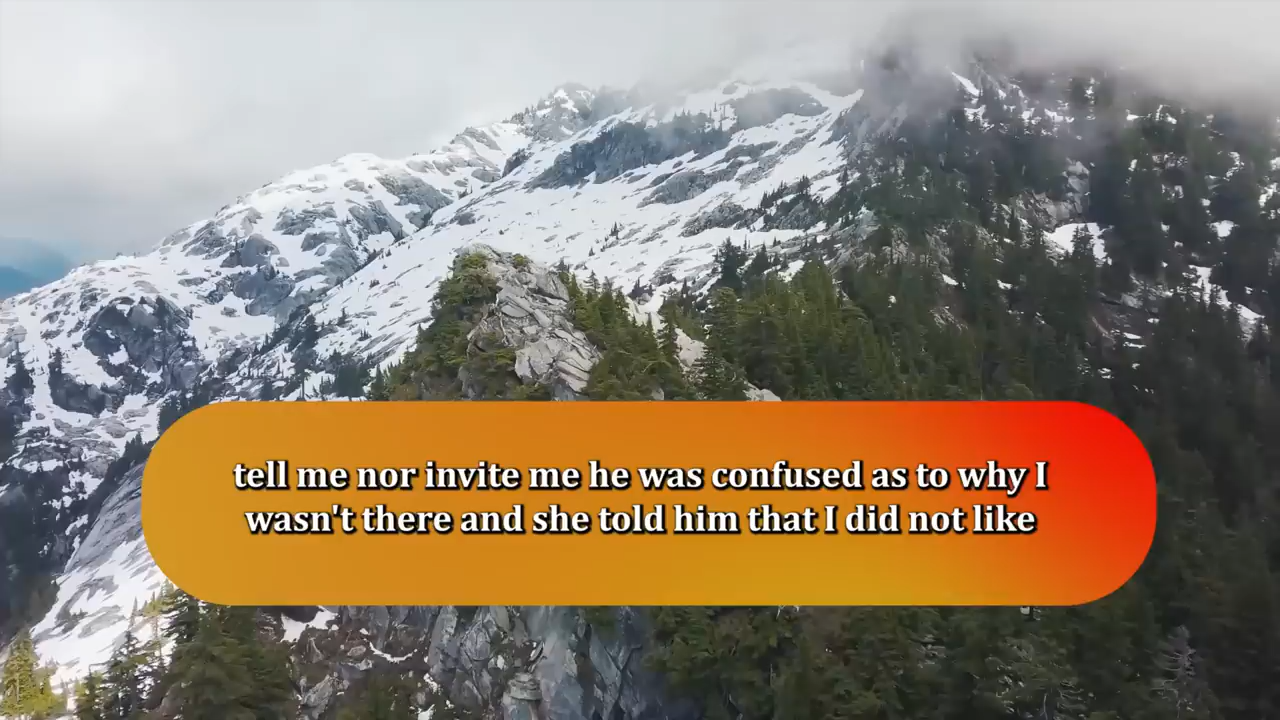 tell me nor invite me he was confused as to why I
wasn't there and she told him that I did not like